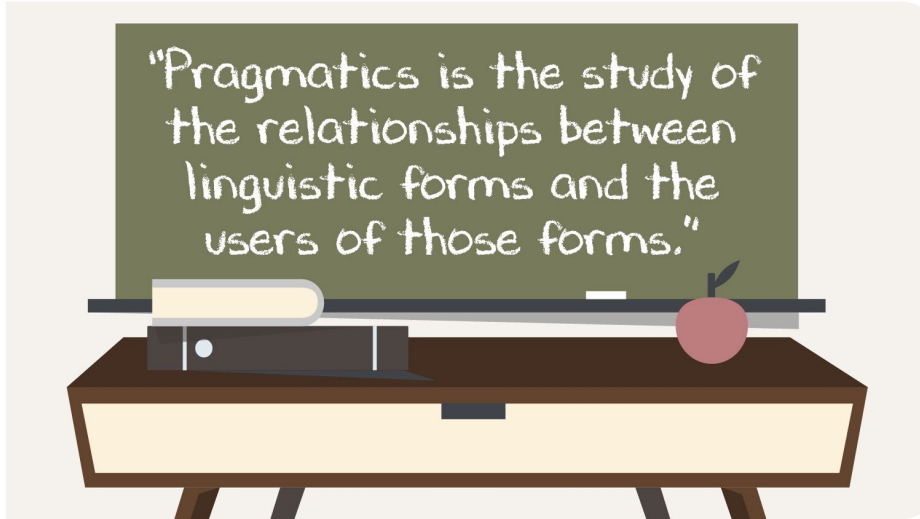 "Pragmatics is the study of
the relationships between
linguistic forms and the
users of those forms."